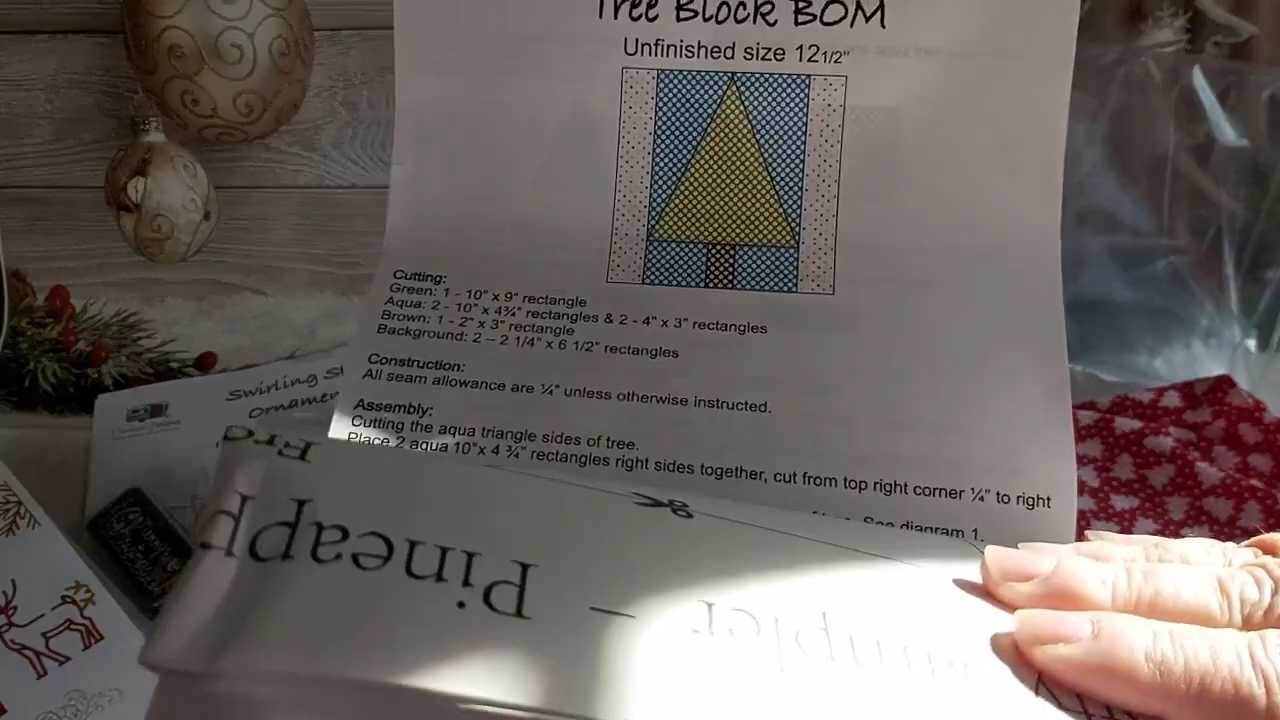 Tree Block BOM
Unfinished size 12 1/2"
Cutting:
Green: 1 - 10" x 9" rectangle
Aqua: 2 - 10" x 4¾" rectangles & 2 - 4" x 3" rectangles
Brown: 1 - 2" x 3" rectangle
Background: 2 – 2 1/4" x 6 1/2" rectangles
Construction:
All seam allowance are ¼" unless otherwise instructed.
Assembly:
Cutting the aqua triangle sides of tree.
Place 2 aqua 10"x 4 ¾" rectangles right sides together, cut from top right corner ¼" to right
See diagram 1.
Swirling
Pineapp –